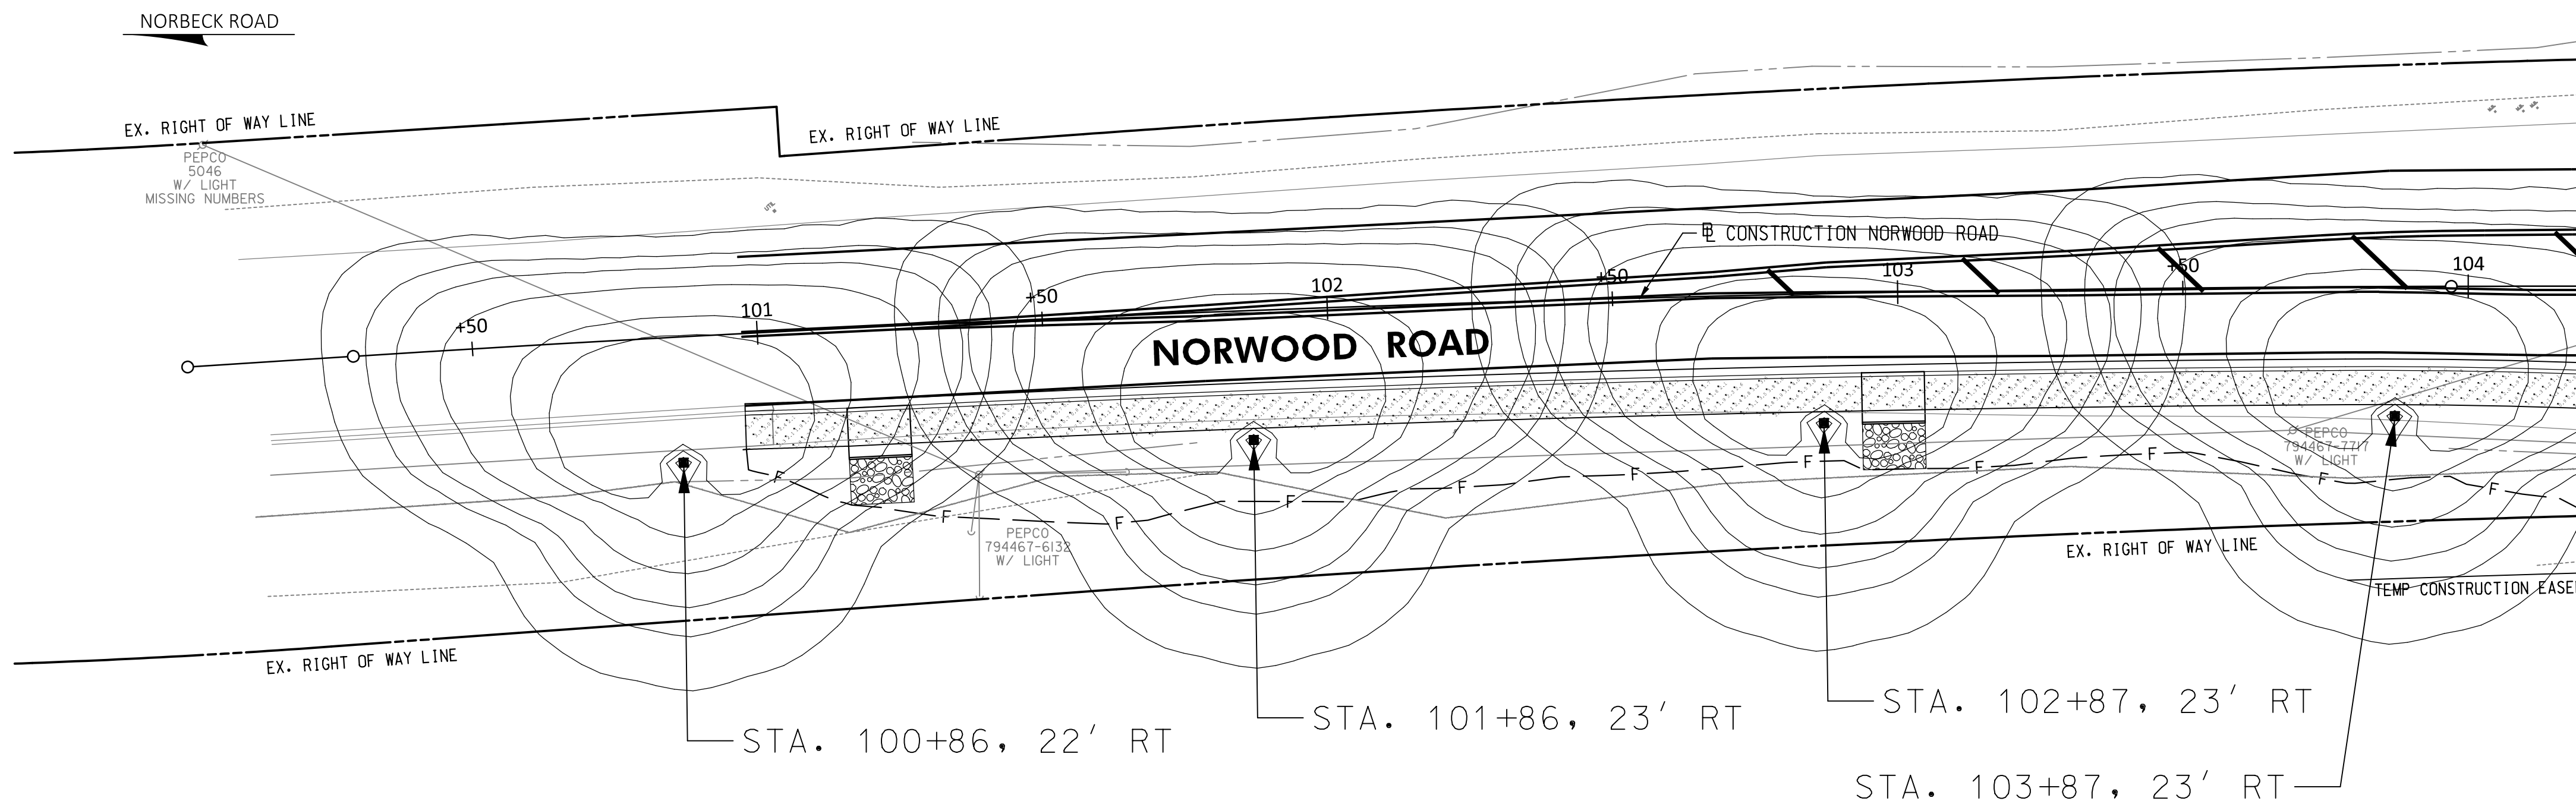 NORBECK ROAD
EX. RIGHT OF WAY LINE
EX. RIGHT OF WAY LINE
PEPCO
5046
W/ LIGHT
MISSING NUMBERS
℄ CONSTRUCTION NORWOOD ROAD
+50
101
+50
102
+50
103
+50
104
NORWOOD ROAD
PEPCO
794467-7717
W/ LIGHT
F
F
F
F
F
F
F
F
F
F
PEPCO
794467-6132
W/ LIGHT
EX. RIGHT OF WAY LINE
TEMP CONSTRUCTION EASE
EX. RIGHT OF WAY LINE
STA. 100+86, 22' RT
STA. 101+86, 23' RT
STA. 102+87, 23' RT
STA. 103+87, 23' RT